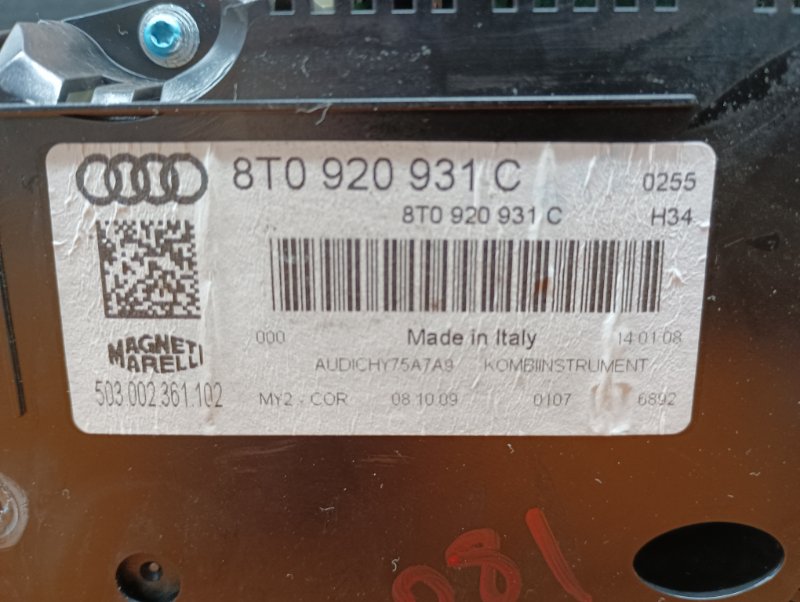 8T0 920 931 C 0255
8T0 920 931 C H34
000 Made in Italy 14 01 08
MAGNETI
MARELLI
AUDICHY75A7A9 KOMBIINSTRUMENT
503.002.361.102 MY2 - COR 08 10 09 0107 6892
081